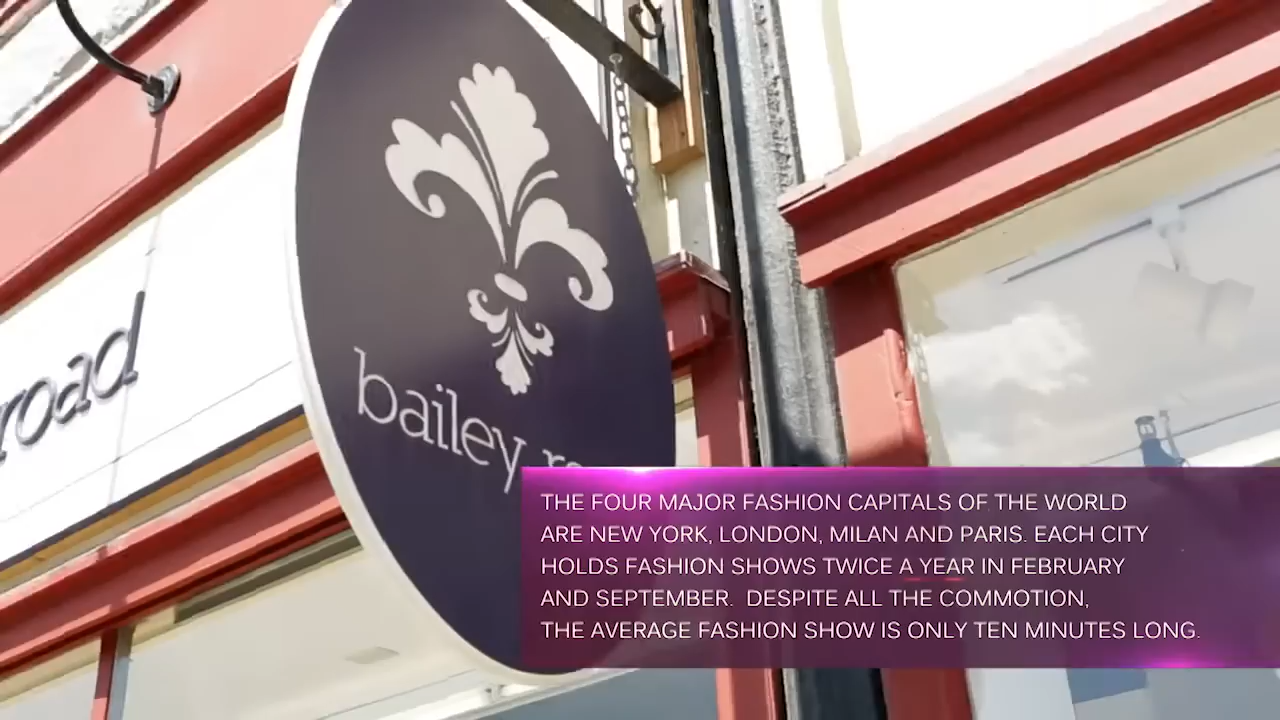 road
bailey
THE FOUR MAJOR FASHION CAPITALS OF THE WORLD
ARE NEW YORK, LONDON, MILAN AND PARIS. EACH CITY
HOLDS FASHION SHOWS TWICE A YEAR IN FEBRUARY
AND SEPTEMBER.  DESPITE ALL THE COMMOTION,
THE AVERAGE FASHION SHOW IS ONLY TEN MINUTES LONG.